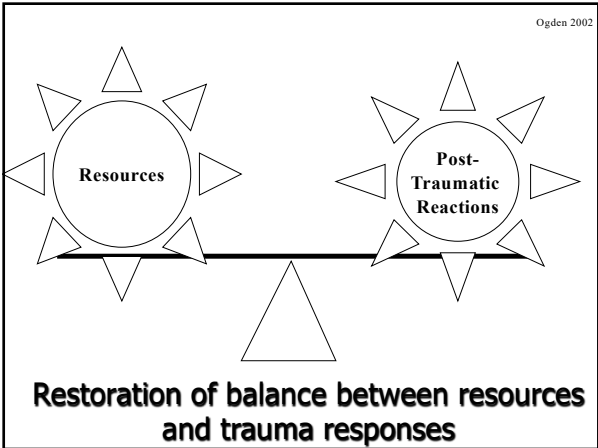 Ogden 2002
Resources
Post-
Traumatic
Reactions
Restoration of balance between resources
and trauma responses